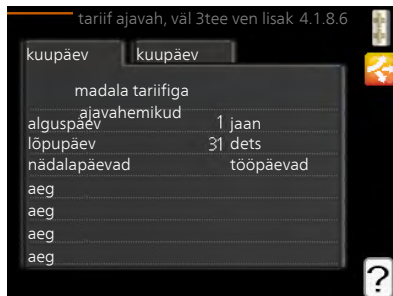 tariif ajavah, väl 3tee ven lisak 4.1.8.6
kuupäev kuupäev
madala tariifiga
ajavahemikud
alguspäev 1 jaan
lõpupäev 31 dets
nädalapäevad tööpäevad
aeg
aeg
aeg
aeg
?